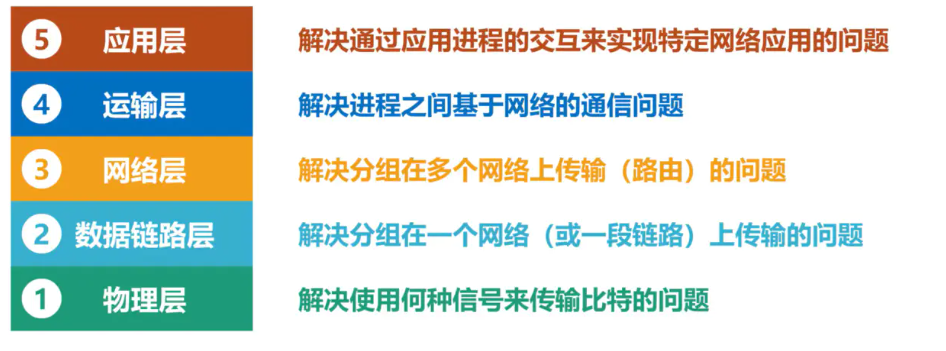 5 应用层 解决通过应用进程的交互来实现特定网络应用的问题
4 运输层 解决进程之间基于网络的通信问题
3 网络层 解决分组在多个网络上传输（路由）的问题
2 数据链路层 解决分组在一个网络（或一段链路）上传输的问题
1 物理层 解决使用何种信号来传输比特的问题